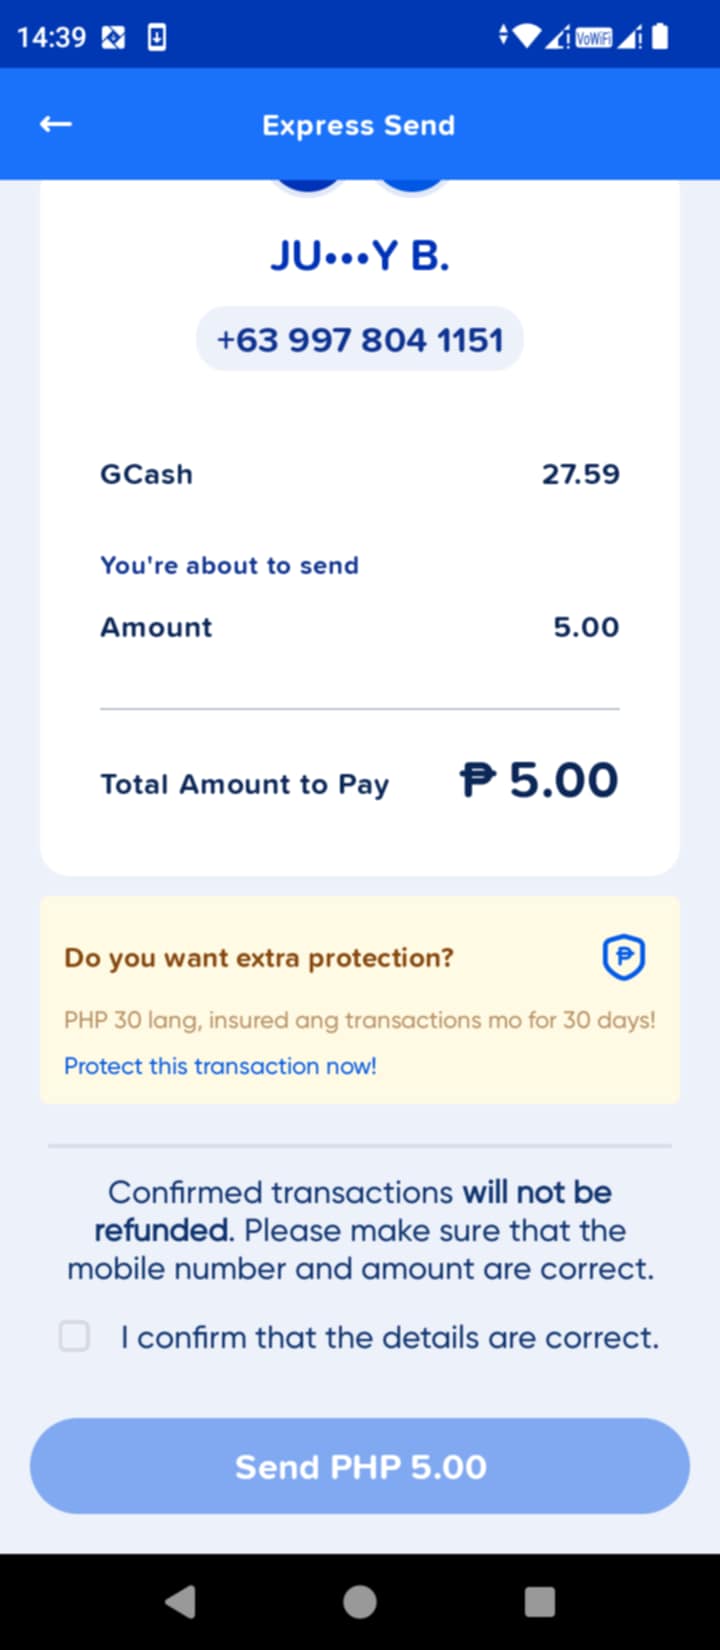 14:39
VoWiFi
Express Send
JU•••Y B.
+63 997 804 1151
GCash 27.59
You're about to send
Amount 5.00
Total Amount to Pay ₱ 5.00
Do you want extra protection?
PHP 30 lang, insured ang transactions mo for 30 days!
Protect this transaction now!
Confirmed transactions will not be
refunded. Please make sure that the
mobile number and amount are correct.
I confirm that the details are correct.
Send PHP 5.00